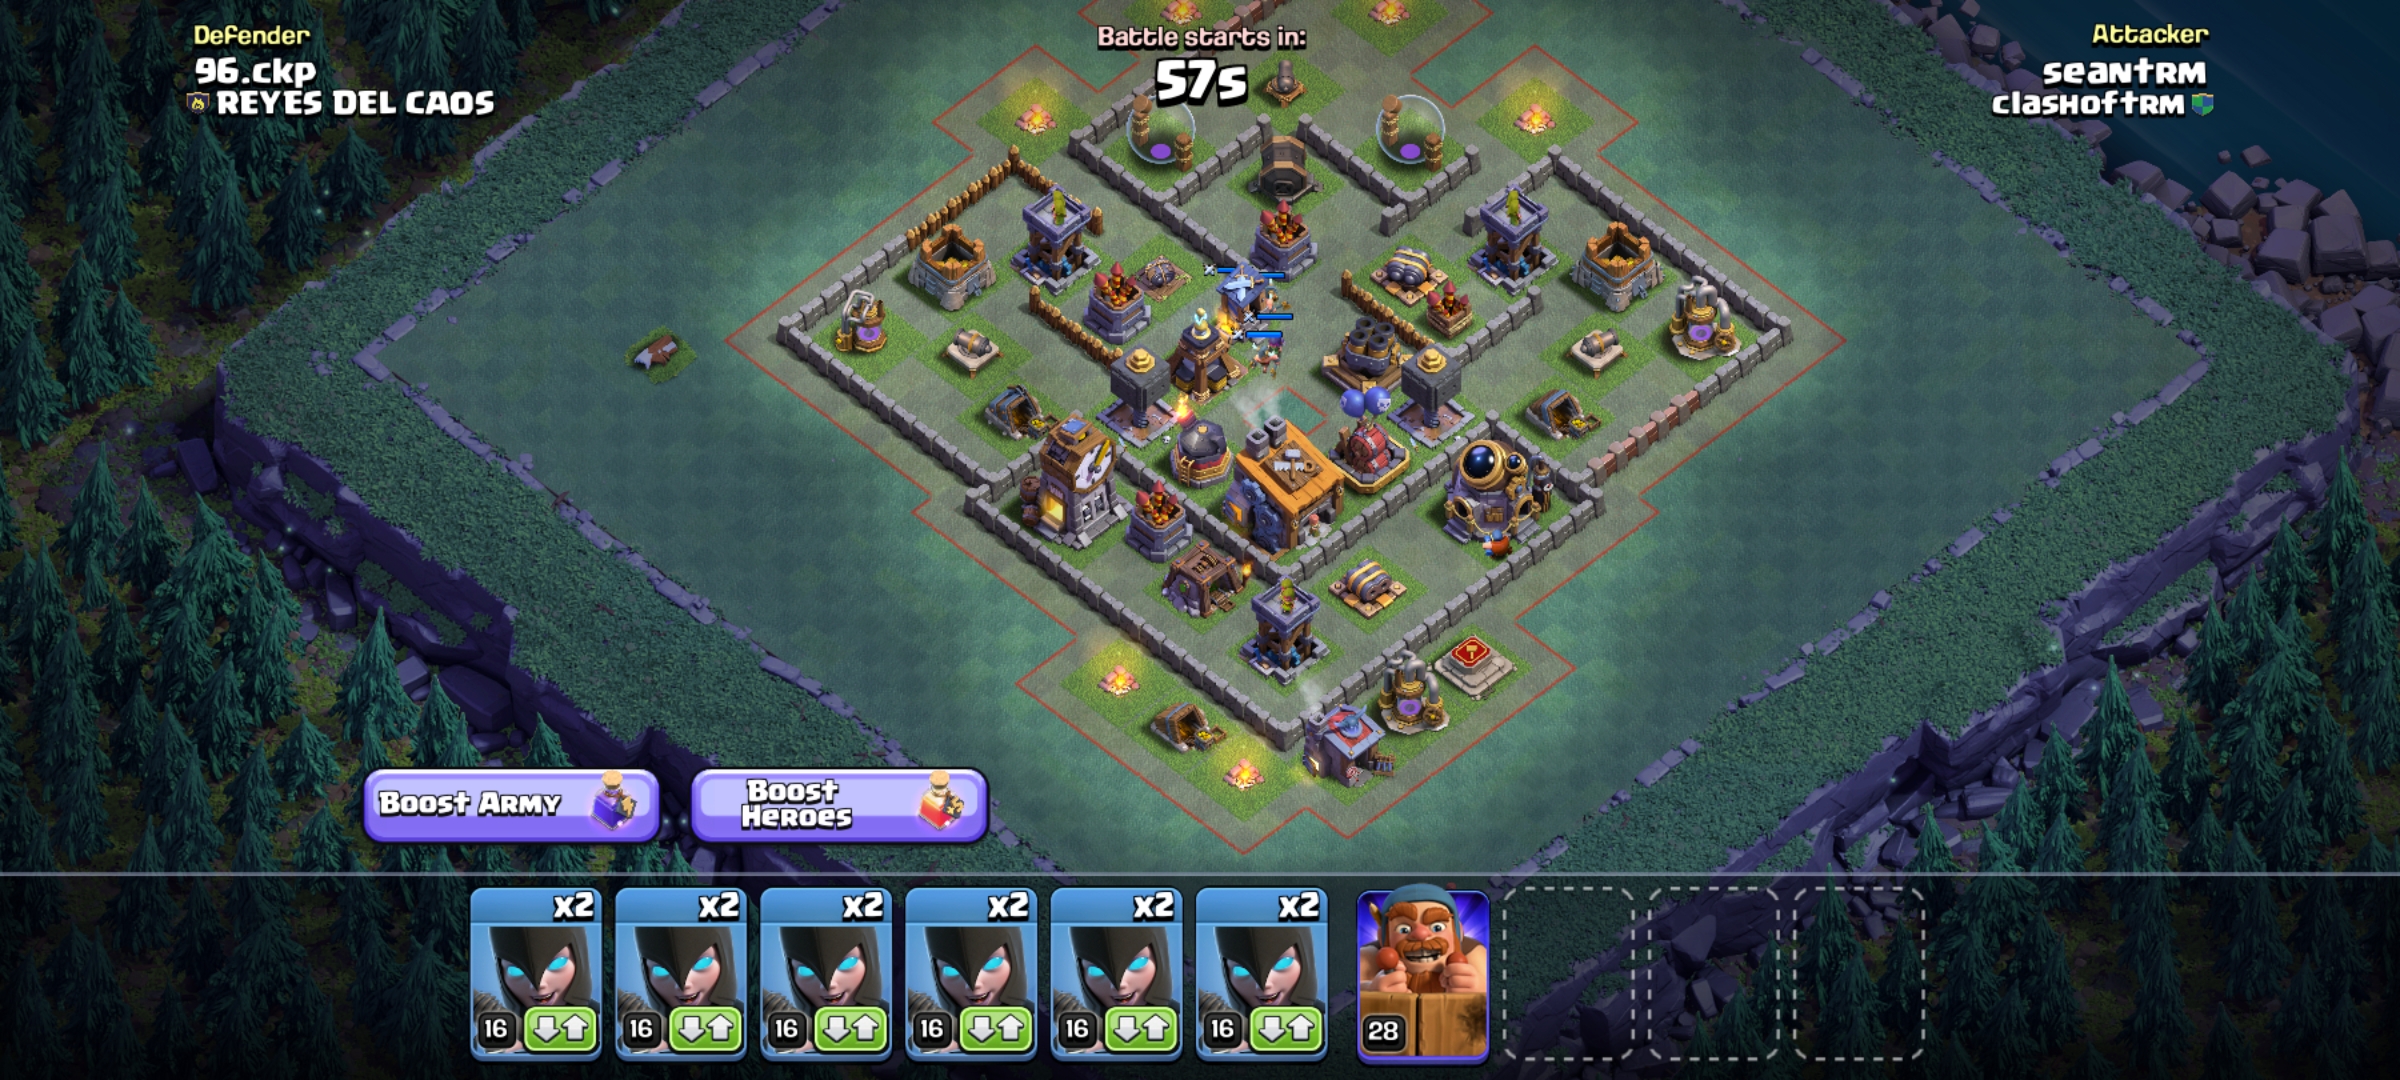 Defender
96.ckp
REYES DEL CAOS
Battle starts in:
57s
Attacker
seantRM
clashoftRM
Boost Army
Boost
Heroes
x2
x2
x2
x2
x2
x2
16
16
16
16
16
16
28